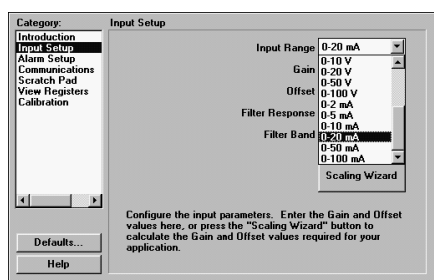 Category:
Introduction
Input Setup
Alarm Setup
Communications
Scratch Pad
View Registers
Calibration
Defaults...
Help
Input Setup
Input Range 0-20 mA
Gain
Offset
Filter Response
Filter Band
0-10 V
0-20 V
0-50 V
0-100 V
0-2 mA
0-5 mA
0-10 mA
0-20 mA
0-50 mA
0-100 mA
Scaling Wizard
Configure the input parameters. Enter the Gain and Offset
values here, or press the "Scaling Wizard" button to
calculate the Gain and Offset values required for your
application.